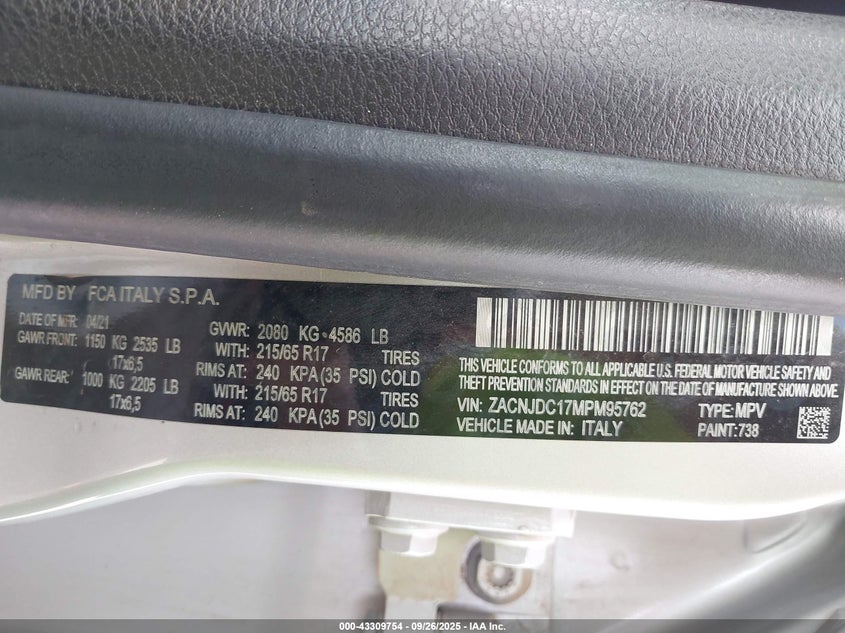 MFD BY FCA ITALY S.P.A.
DATE OF MFR 04/21
GAWR FRONT: 1150 KG 2535 LB
17x6,5
GAWR REAR: 1000 KG 2205 LB
17x6,5
GVWR: 2080 KG-4586 LB
WITH: 215/65 R17 TIRES
RIMS AT: 240 KPA(35 PSI) COLD
WITH: 215/65 R17 TIRES
RIMS AT: 240 KPA(35 PSI) COLD
THIS VEHICLE CONFORMS TO ALL APPLICABLE U.S. FEDERAL MOTOR VEHICLE SAFETY AND
THEFT PREVENTION STANDARDS IN EFFECT ON THE DATE OF MANUFACTURE SHOWN ABOVE.
VIN: ZACNJDC17MPM95762 TYPE: MPV
VEHICLE MADE IN: ITALY PAINT:738
000-43309754 - 09/26/2025 - IAA Inc.